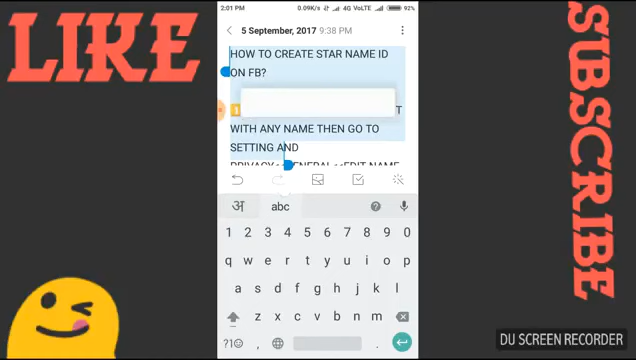 LIKE
SUBSCRIBE
2:01 PM 0.09K/s 4G VoLTE 92%
5 September, 2017 9:38 PM
HOW TO CREATE STAR NAME ID
ON FB?
T
WITH ANY NAME THEN GO TO
SETTING AND
अ abc ?
1 2 3 4 5 6 7 8 9 0
q w e r t y u i o p
a s d f g h j k l
z x c v b n m
?1 , .
DU SCREEN RECORDER